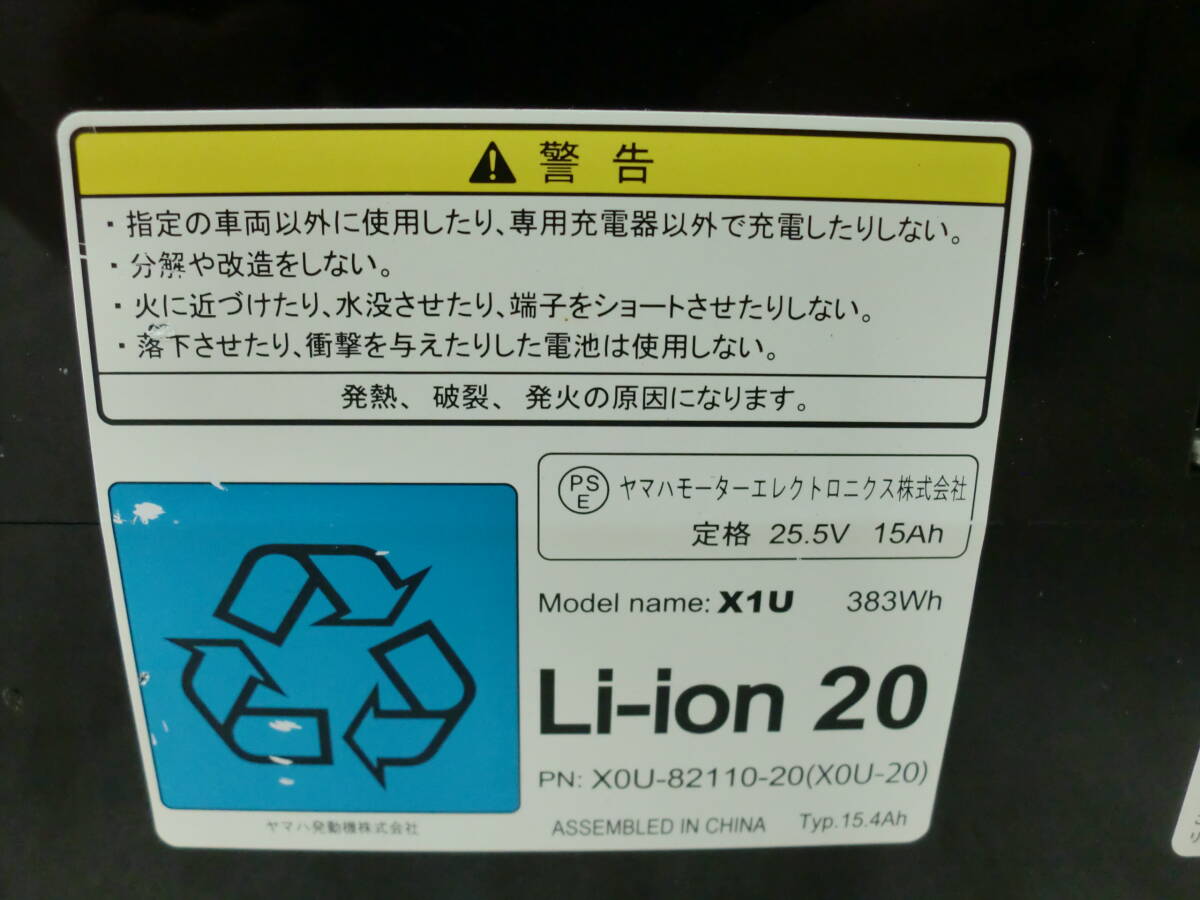 警告
・指定の車両以外に使用したり、専用充電器以外で充電したりしない。
・分解や改造をしない。
・火に近づけたり、水没させたり、端子をショートさせたりしない。
・落下させたり、衝撃を与えたりした電池は使用しない。
発熱、破裂、発火の原因になります。
PS
E
ヤマハモーターエレクトロニクス株式会社
定格 25.5V 15Ah
Model name: X1U 383Wh
Li-ion 20
PN: X0U-82110-20(X0U-20)
ASSEMBLED IN CHINA Typ.15.4Ah
ヤマハ発動機株式会社